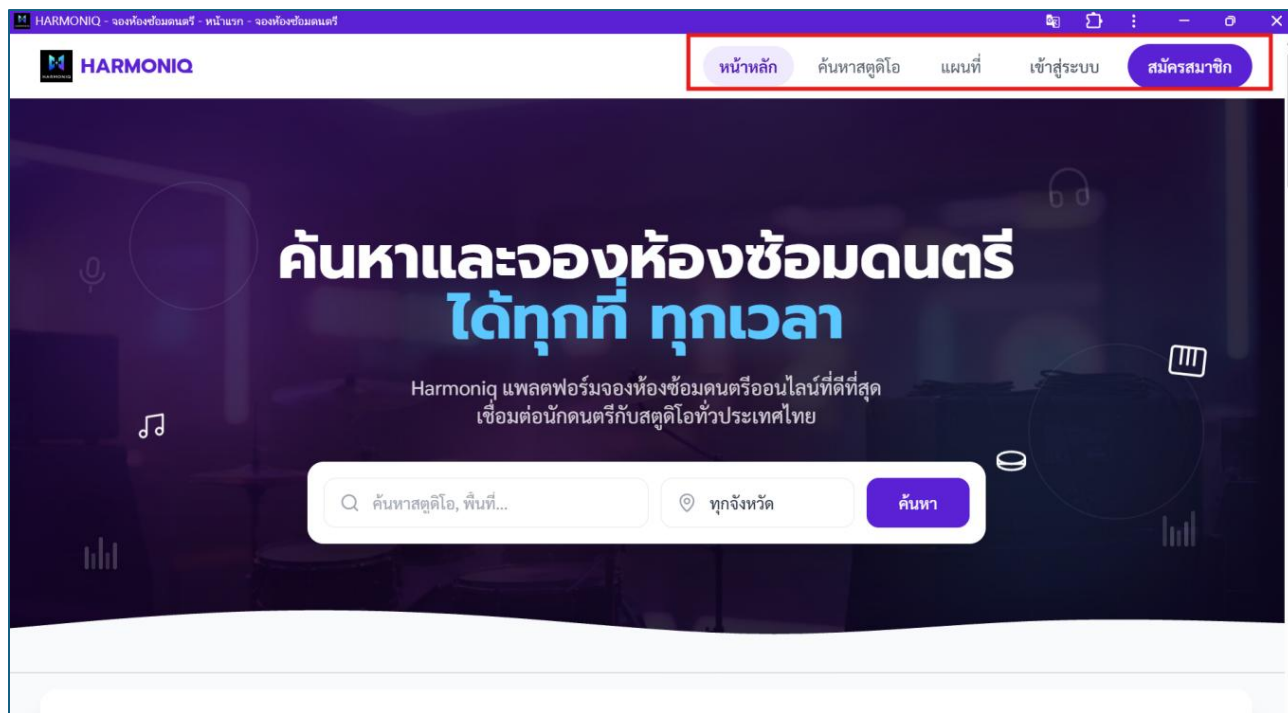 HARMONIQ - จองห้องซ้อมดนตรี - หน้าแรก - จองห้องซ้อมดนตรี
HARMONIQ
หน้าหลัก ค้นหาสตูดิโอ แผนที่ เข้าสู่ระบบ สมัครสมาชิก
ค้นหาและจองห้องซ้อมดนตรี
ได้ทุกที่ ทุกเวลา
Harmoniq แพลตฟอร์มจองห้องซ้อมดนตรีออนไลน์ที่ดีที่สุด
เชื่อมต่อนักดนตรีกับสตูดิโอทั่วประเทศไทย
ค้นหาสตูดิโอ, พื้นที่... ทุกจังหวัด ค้นหา